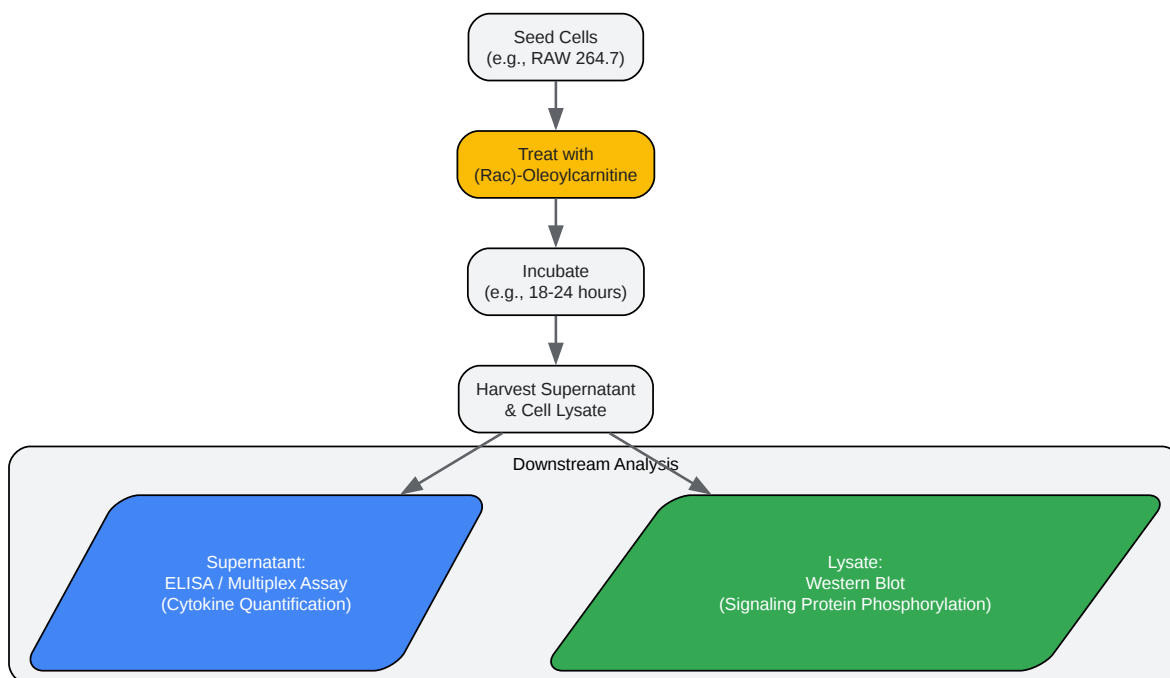 Seed Cells
(e.g., RAW 264.7)
Treat with
(Rac)-Oleoylcarnitine
Incubate
(e.g., 18-24 hours)
Harvest Supernatant
& Cell Lysate
Downstream Analysis
Supernatant:
ELISA / Multiplex Assay
(Cytokine Quantification)
Lysate:
Western Blot
(Signaling Protein Phosphorylation)